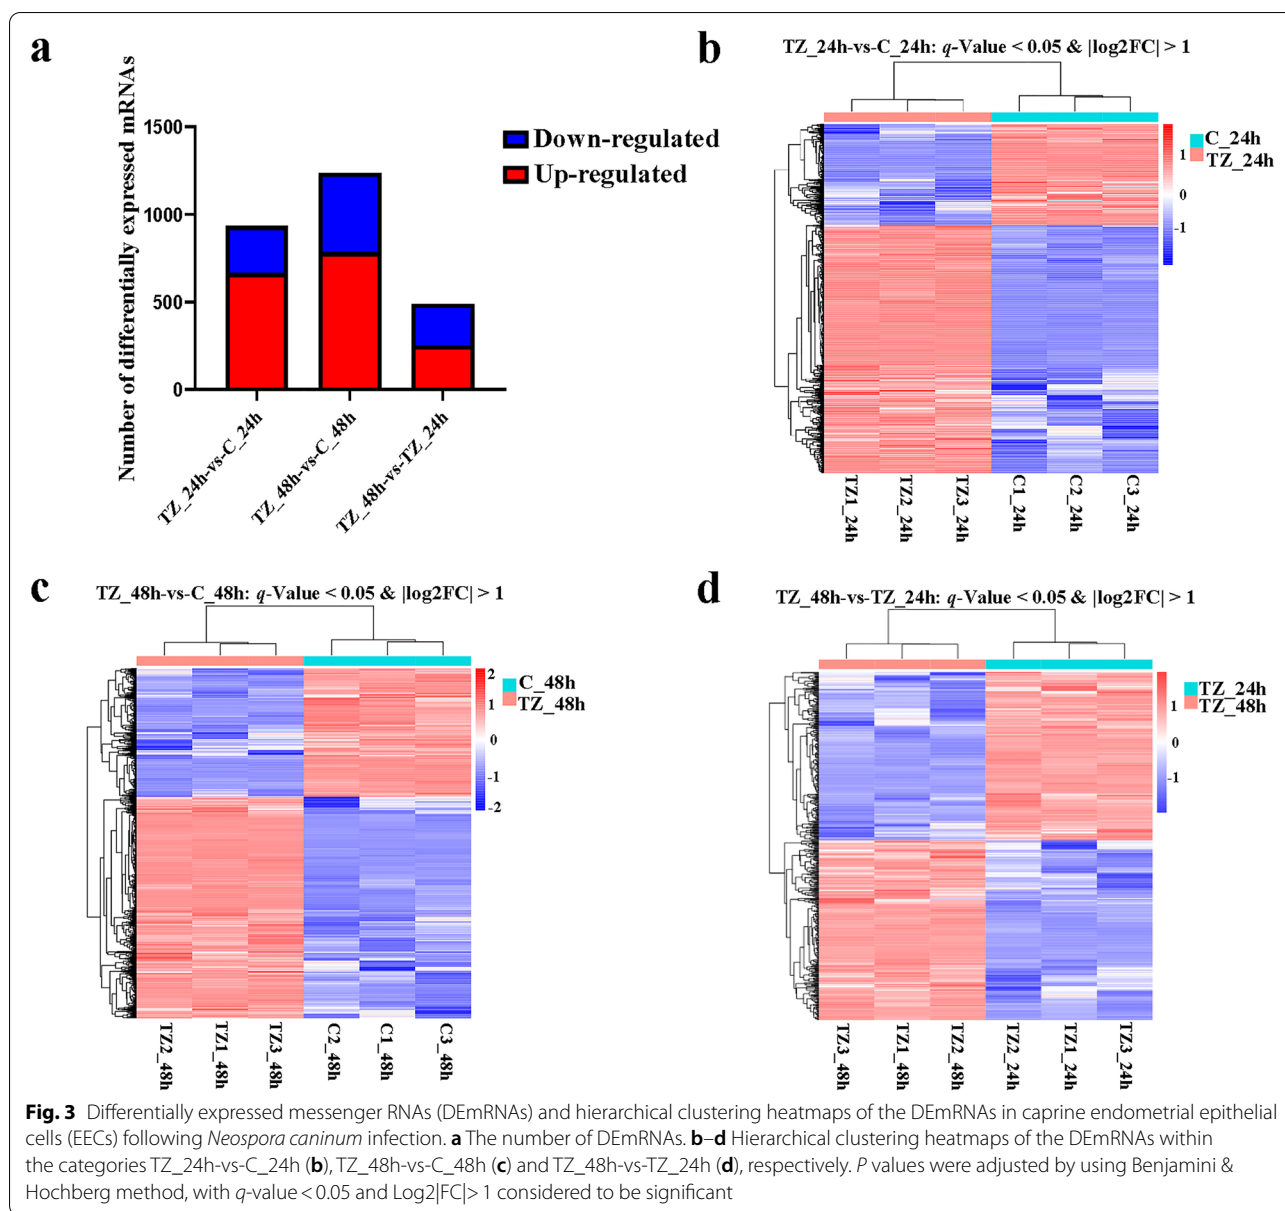 a
Number of differentially expressed mRNAs
1500
1000
500
0
Down-regulated
Up-regulated
TZ_24h-vs-C_24h
TZ_48h-vs-C_48h
TZ_48h-vs-TZ_24h
b
TZ_24h-vs-C_24h: q-Value < 0.05 & |log2FC| > 1
1
0
-1
C_24h
TZ_24h
TZ1_24h
TZ2_24h
TZ3_24h
C1_24h
C2_24h
C3_24h
c
TZ_48h-vs-C_48h: q-Value < 0.05 & |log2FC| > 1
2
1
0
-1
-2
C_48h
TZ_48h
TZ2_48h
TZ1_48h
TZ3_48h
C2_48h
C1_48h
C3_48h
d
TZ_48h-vs-TZ_24h: q-Value < 0.05 & |log2FC| > 1
1
0
-1
TZ_24h
TZ_48h
TZ3_48h
TZ1_48h
TZ2_48h
TZ2_24h
TZ1_24h
TZ3_24h
Fig. 3 Differentially expressed messenger RNAs (DEmRNAs) and hierarchical clustering heatmaps of the DEmRNAs in caprine endometrial epithelial
cells (EECs) following Neospora caninum infection. a The number of DEmRNAs. b–d Hierarchical clustering heatmaps of the DEmRNAs within
the categories TZ_24h-vs-C_24h (b), TZ_48h-vs-C_48h (c) and TZ_48h-vs-TZ_24h (d), respectively. P values were adjusted by using Benjamini &
Hochberg method, with q-value < 0.05 and Log2|FC|> 1 considered to be significant